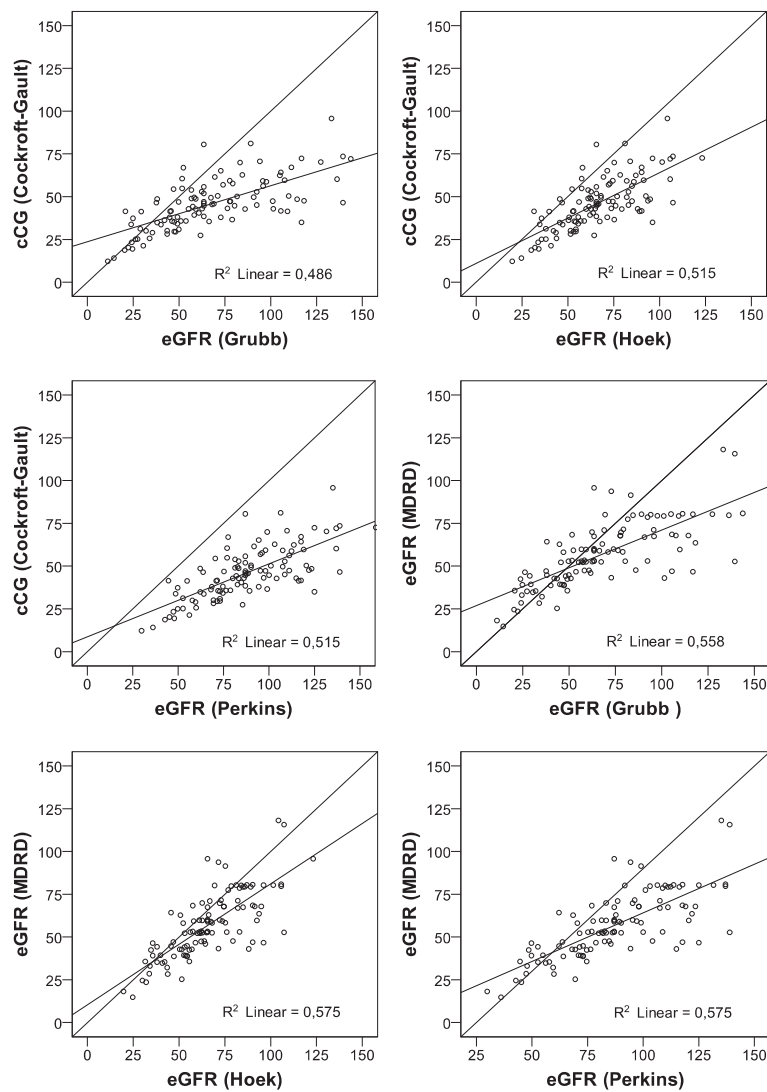 150
125
100
75
50
25
0
cCG (Cockroft-Gault)
R² Linear = 0,486
0 25 50 75 100 125 150
eGFR (Grubb)
150
125
100
75
50
25
0
cCG (Cockroft-Gault)
R² Linear = 0,515
0 25 50 75 100 125 150
eGFR (Hoek)
150
125
100
75
50
25
0
cCG (Cockroft-Gault)
R² Linear = 0,515
0 25 50 75 100 125 150
eGFR (Perkins)
150
125
100
75
50
25
0
eGFR (MDRD)
R² Linear = 0,558
0 25 50 75 100 125 150
eGFR (Grubb )
150
125
100
75
50
25
0
eGFR (MDRD)
R² Linear = 0,575
0 25 50 75 100 125 150
eGFR (Hoek)
150
125
100
75
50
25
0
eGFR (MDRD)
R² Linear = 0,575
25 50 75 100 125 150
eGFR (Perkins)